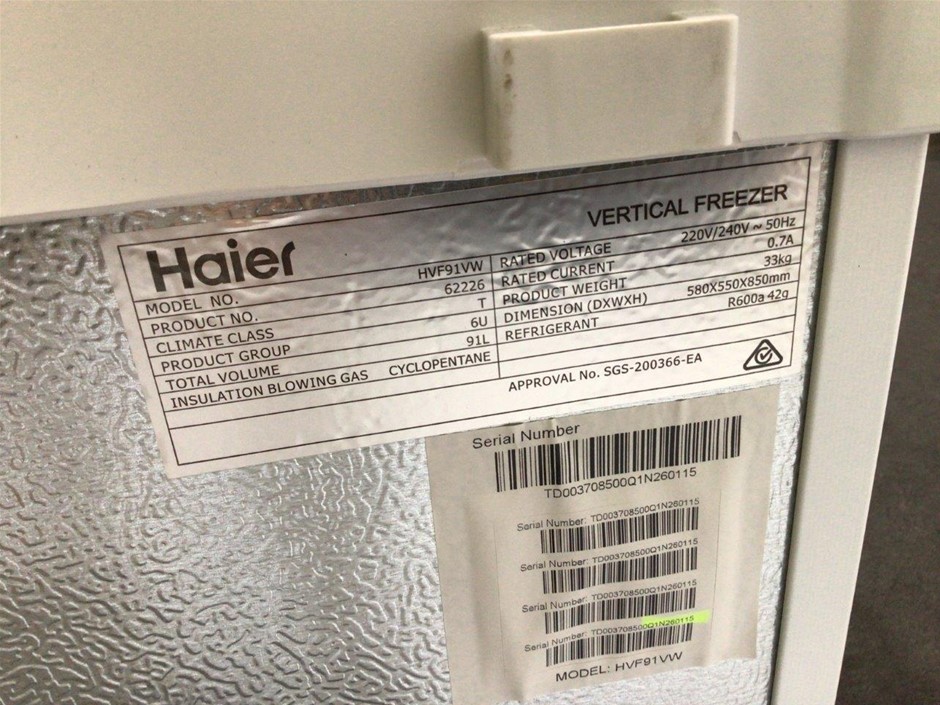 Haier
VERTICAL FREEZER
MODEL NO. HVF91VW
PRODUCT NO. 62226
CLIMATE CLASS T
PRODUCT GROUP 6U
TOTAL VOLUME 91L
INSULATION BLOWING GAS CYCLOPENTANE
RATED VOLTAGE 220V/240V ~ 50Hz
RATED CURRENT 0.7A
PRODUCT WEIGHT 33kg
DIMENSION (DXWXH) 580X550X850mm
REFRIGERANT R600a 42g
APPROVAL No. SGS-200366-EA
Serial Number
TD003708500Q1N260115
Serial Number: TD003708500Q1N260115
Serial Number: TD003708500Q1N260115
Serial Number: TD003708500Q1N260115
Serial Number: TD003708500Q1N260115
MODEL: HVF91VW